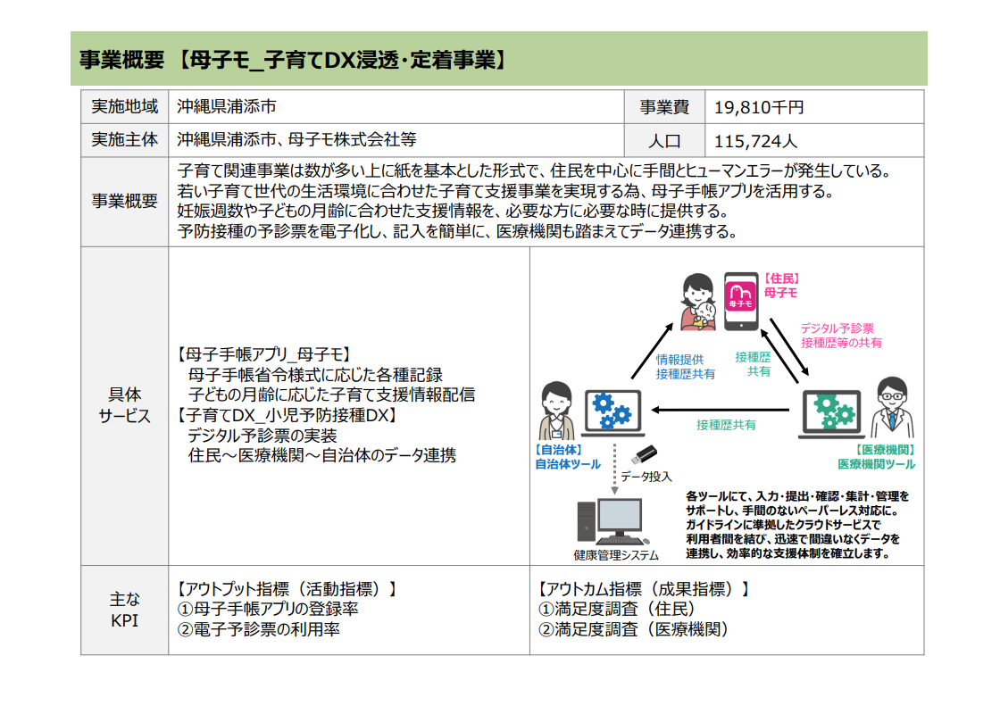 事業概要 【母子モ_子育てDX浸透・定着事業】
実施地域
沖縄県浦添市
事業費
19,810千円
実施主体
沖縄県浦添市、母子モ株式会社等
人口
115,724人
事業概要
子育て関連事業は数が多い上に紙を基本とした形式で、住民を中心に手間とヒューマンエラーが発生している。
若い子育て世代の生活環境に合わせた子育て支援事業を実現する為、母子手帳アプリを活用する。
妊娠週数や子どもの月齢に合わせた支援情報を、必要な方に必要な時に提供する。
予防接種の予診票を電子化し、記入を簡単に、医療機関も踏まえてデータ連携する。
具体
サービス
【母子手帳アプリ_母子モ】
母子手帳省令様式に応じた各種記録
子どもの月齢に応じた子育て支援情報配信
【子育てDX_小児予防接種DX】
デジタル予診票の実装
住民～医療機関～自治体のデータ連携
母子モ
【住民】
母子モ
デジタル予診票
接種歴等の共有
情報提供
接種歴共有
接種歴
共有
接種歴共有
【自治体】
自治体ツール
【医療機関】
医療機関ツール
データ投入
健康管理システム
各ツールにて、入力・提出・確認・集計・管理を
サポートし、手間のないペーパーレス対応に。
ガイドラインに準拠したクラウドサービスで
利用者間を結び、迅速で間違いなくデータを
連携し、効率的な支援体制を確立します。
主な
KPI
【アウトプット指標（活動指標）】
①母子手帳アプリの登録率
②電子予診票の利用率
【アウトカム指標（成果指標）】
①満足度調査（住民）
②満足度調査（医療機関）